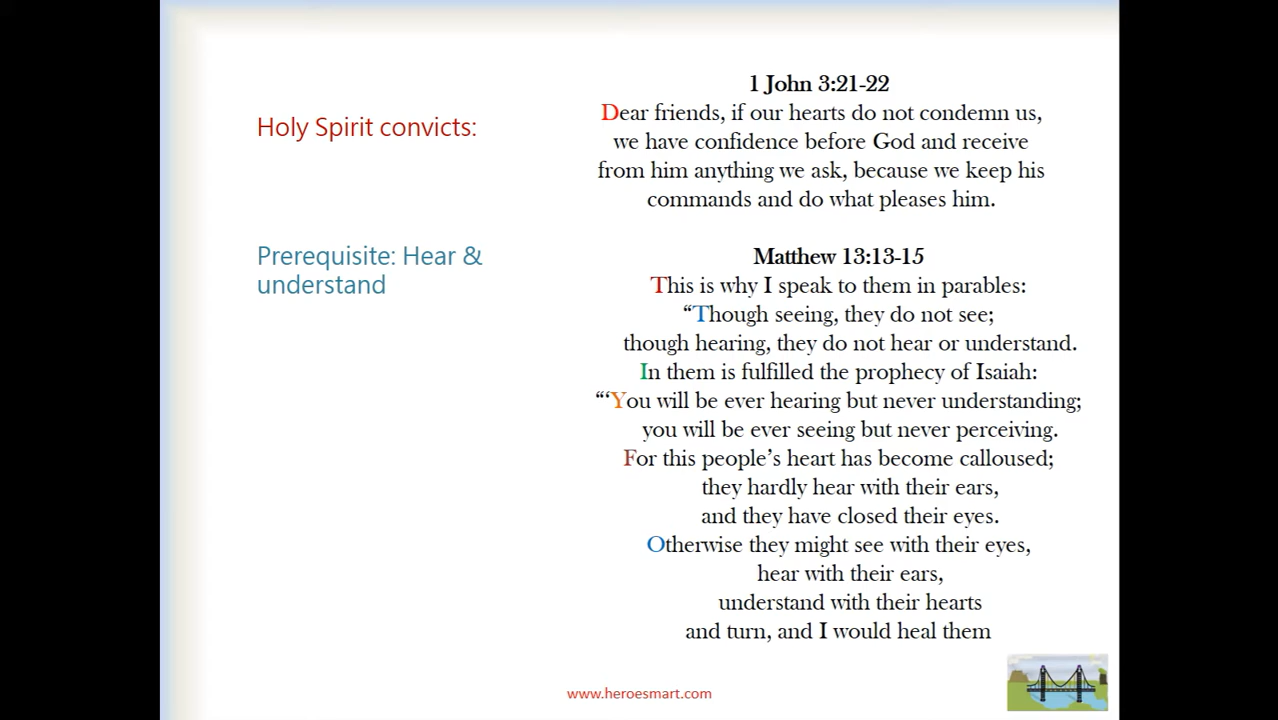 Holy Spirit convicts:
1 John 3:21-22
Dear friends, if our hearts do not condemn us,
we have confidence before God and receive
from him anything we ask, because we keep his
commands and do what pleases him.
Prerequisite: Hear &
understand
Matthew 13:13-15
This is why I speak to them in parables:
“Though seeing, they do not see;
though hearing, they do not hear or understand.
In them is fulfilled the prophecy of Isaiah:
“‘You will be ever hearing but never understanding;
you will be ever seeing but never perceiving.
For this people’s heart has become calloused;
they hardly hear with their ears,
and they have closed their eyes.
Otherwise they might see with their eyes,
hear with their ears,
understand with their hearts
and turn, and I would heal them
www.heroesmart.com